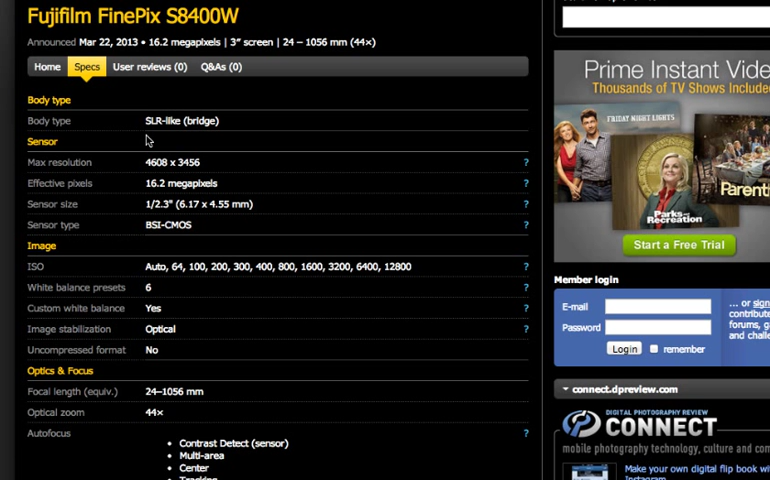 Fujifilm FinePix S8400W
Announced Mar 22, 2013 • 16.2 megapixels | 3″ screen | 24 – 1056 mm (44×)
Home Specs User reviews (0) Q&As (0)
Body type
Body type SLR-like (bridge)
Sensor
Max resolution 4608 x 3456 ?
Effective pixels 16.2 megapixels ?
Sensor size 1/2.3" (6.17 x 4.55 mm) ?
Sensor type BSI-CMOS ?
Image
ISO Auto, 64, 100, 200, 300, 400, 800, 1600, 3200, 6400, 12800 ?
White balance presets 6 ?
Custom white balance Yes ?
Image stabilization Optical ?
Uncompressed format No ?
Optics & Focus
Focal length (equiv.) 24–1056 mm ?
Optical zoom 44× ?
Autofocus ?
• Contrast Detect (sensor)
• Multi-area
• Center
Prime Instant Vide
Thousands of TV Shows Include
FRIDAY NIGHT LIGHTS
Parks and Recreation
Parent
Start a Free Trial
Member login
E-mail
Password
Login remember
... or sign
contribute
forums, g
and challe
connect.dpreview.com
DIGITAL PHOTOGRAPHY REVIEW
CONNECT
mobile photography technology, culture and com
Make your own digital flip book wi